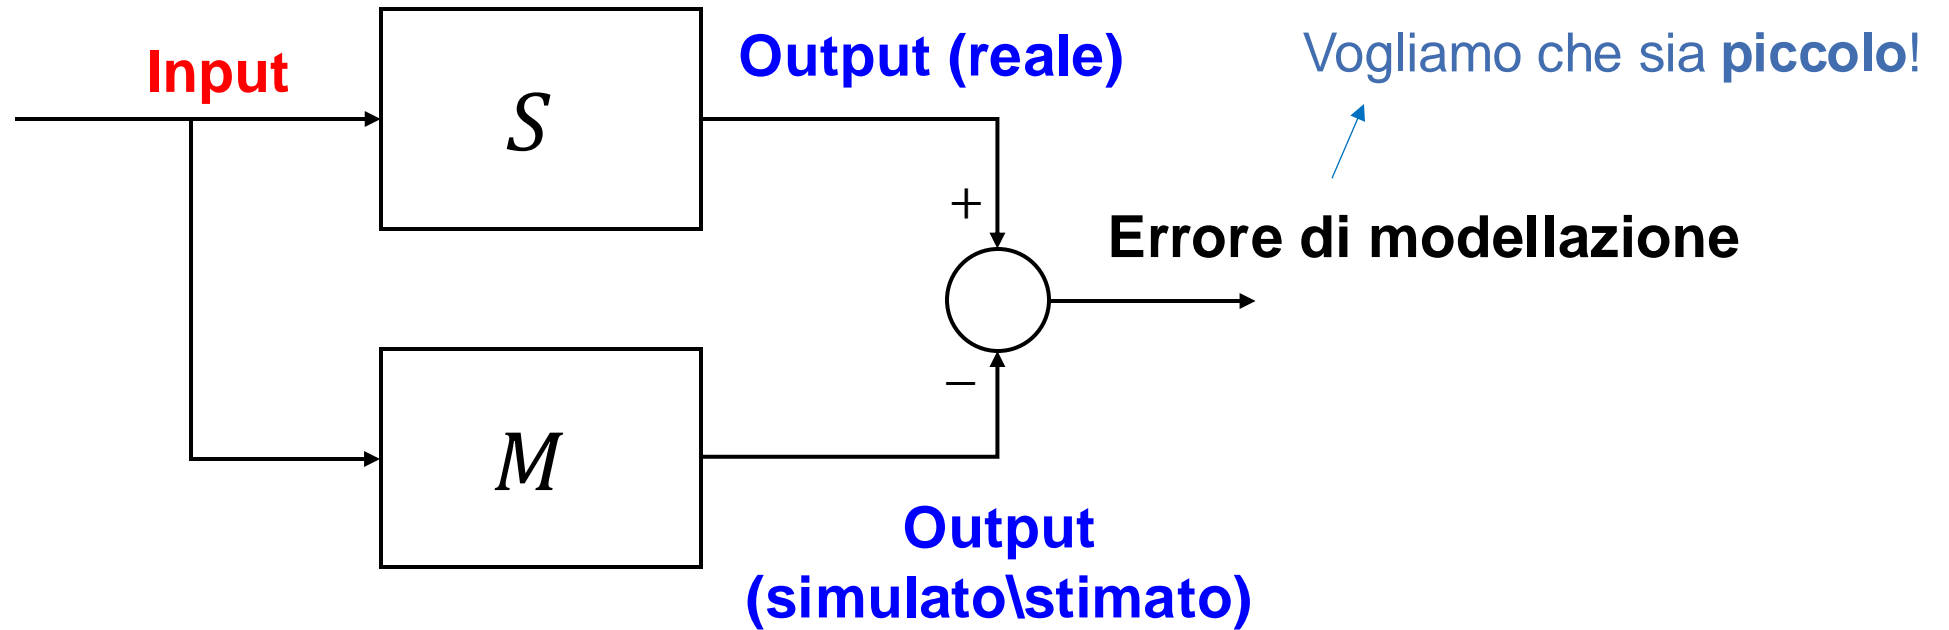 Input
S
Output (reale)
Vogliamo che sia piccolo!
+
Errore di modellazione
−
M
Output
(simulato\stimato)